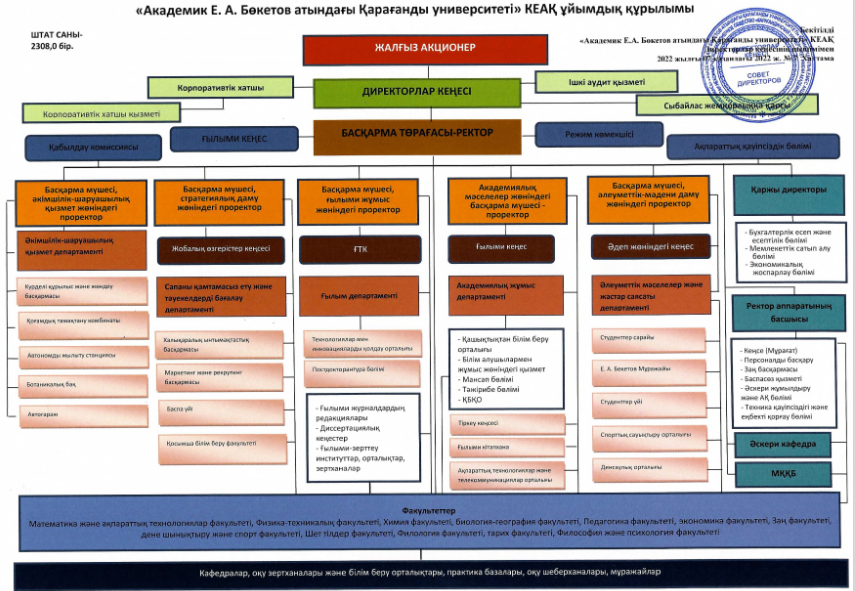 «Академик Е. А. Бөкетов атындағы Қарағанды университеті» КЕАҚ ұйымдық құрылымы
ШТАТ САНЫ-
2308,0 бір.
Бекітілді
«Академик Е.А. Бөкетов атындағы Қарағанды университеті» КЕАҚ
Директорлар кеңесінің шешімімен
СОВЕТ
ДИРЕКТОРОВ
ЖАЛҒЫЗ АКЦИОНЕР
Корпоративтік хатшы
Корпоративтік хатшы қызметі
ДИРЕКТОРЛАР КЕҢЕСІ
Ішкі аудит қызметі
Сыбайлас жемқорлыққа қарсы
Қабылдау комиссиясы
ҒЫЛЫМИ КЕҢЕС
БАСҚАРМА ТӨРАҒАСЫ-РЕКТОР
Режим көмекшісі
Ақпараттық қауіпсіздік бөлімі
Басқарма мүшесі,
әкімшілік-шаруашылық
қызмет жөніндегі
проректор
Әкімшілік-шаруашылық
қызмет департаменті
Күрделі құрылыс және жөндеу
басқармасы
Қоғамдық тамақтану комбинаты
Автономды жылыту станциясы
Ботаникалық бақ
Автогараж
Басқарма мүшесі,
стратегиялық даму
жөніндегі проректор
Жобалық өзгерістер кеңсесі
Сапаны қамтамасыз ету және
тәуекелдерді бағалау
департаменті
Халықаралық ынтымақтастық
басқармасы
Маркетинг және рекрутинг
басқармасы
Баспа үйі
Қосымша білім беру факультеті
Басқарма мүшесі,
ғылыми жұмыс
жөніндегі проректор
ҒТК
Ғылым департаменті
Технологиялар мен
инновацияларды қолдау орталығы
Постдокторантура бөлімі
- Ғылыми журналдардың
редакциялары
- Диссертациялық
кеңестер
- Ғылыми-зерттеу
институттар, орталықтар,
зертханалар
Академиялық
мәселелер жөніндегі
басқарма мүшесі -
проректор
Ғылыми кеңес
Академиялық жұмыс
департаменті
- Қашықтықтан білім беру
орталығы
- Білім алушылармен
жұмыс жөніндегі қызмет
- Мансап бөлімі
- Тәжірибе бөлімі
- ҚБҚО
Тіркеу кеңсесі
Ғылыми кітапхана
Ақпараттық технологиялар және
телекоммуникациялар орталығы
Басқарма мүшесі,
әлеуметтік-мәдени даму
жөніндегі проректор
Әдеп жөніндегі кеңес
Әлеуметтік мәселелер және
жастар саясаты
департаменті
Студенттер сарайы
Е. А. Бөкетов Мұражайы
Студенттер үйі
Спорттық сауықтыру орталығы
Денсаулық орталығы
Қаржы директоры
- Бухгалтерлік есеп және
есептілік бөлімі
- Мемлекеттік сатып алу
бөлімі
- Экономикалық
жоспарлау бөлімі
Ректор аппаратының
басшысы
- Кеңсе (Мұрағат)
- Персоналды басқару
- Заң басқармасы
- Баспасөз қызметі
- Әскери жұмылдыру
және АҚ бөлімі
- Техника қауіпсіздігі және
еңбекті қорғау бөлімі
Әскери кафедра
МҚҚБ
Факультеттер
Математика және ақпараттық технологиялар факультеті, Физика-техникалық факультеті, Химия факультеті, биология-география факультеті, Педагогика факультеті, экономика факультеті, Заң факультеті,
дене шынықтыру және спорт факультеті, Шет тілдер факультеті, Филология факультеті, тарих факультеті, Философия және психология факультеті
Кафедралар, оқу зертханалары және білім беру орталықтары, практика базалары, оқу шеберханалары, мұражайлар